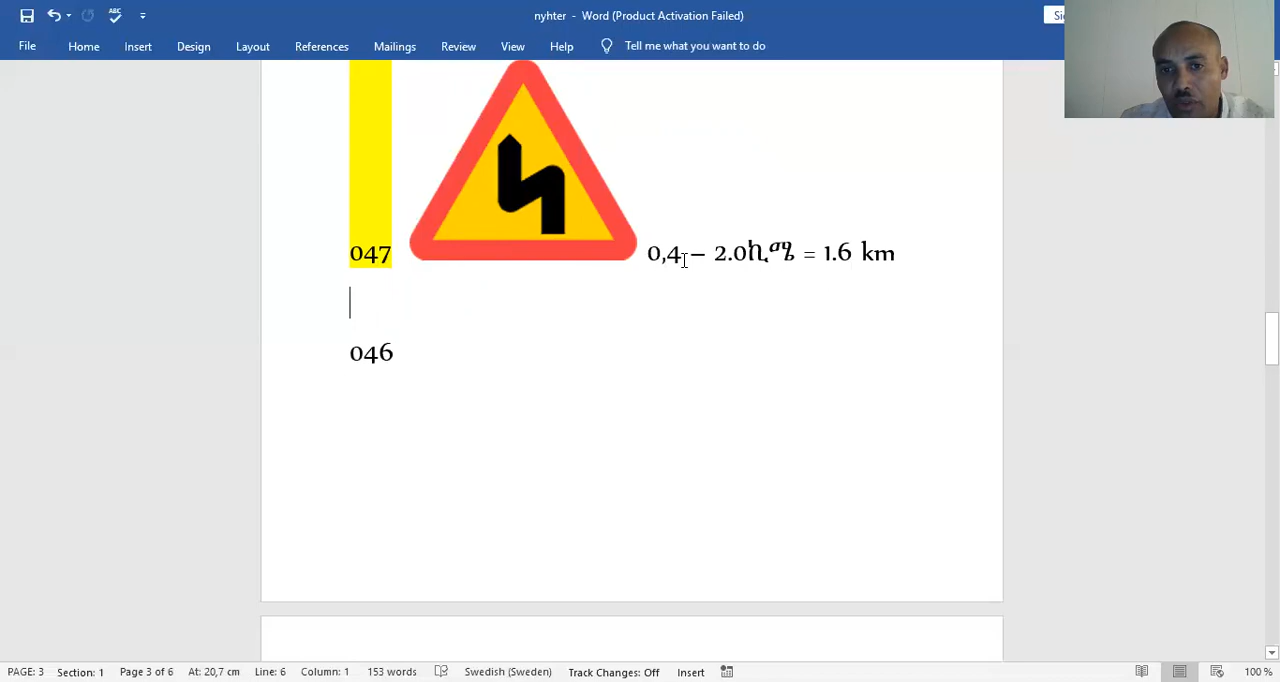 nyhter - Word (Product Activation Failed)
File Home Insert Design Layout References Mailings Review View Help Tell me what you want to do
047 0,4 – 2.0ኪሜ = 1.6 km
046
PAGE: 3 Section: 1 Page 3 of 6 At: 20,7 cm Line: 6 Column: 1 153 words Swedish (Sweden) Track Changes: Off Insert 100 %